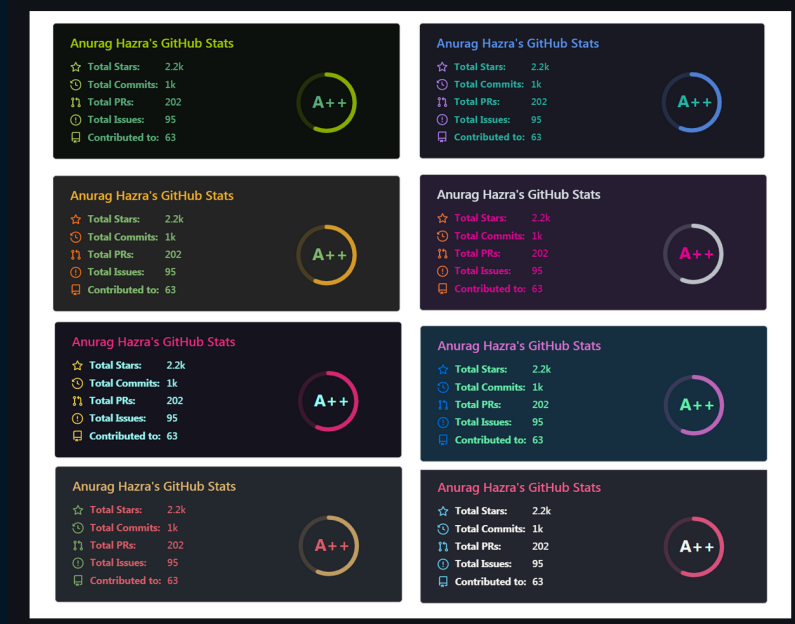 Anurag Hazra's GitHub Stats
Total Stars: 2.2k
Total Commits: 1k
Total PRs: 202
Total Issues: 95
Contributed to: 63
A++
Anurag Hazra's GitHub Stats
Total Stars: 2.2k
Total Commits: 1k
Total PRs: 202
Total Issues: 95
Contributed to: 63
A++
Anurag Hazra's GitHub Stats
Total Stars: 2.2k
Total Commits: 1k
Total PRs: 202
Total Issues: 95
Contributed to: 63
A++
Anurag Hazra's GitHub Stats
Total Stars: 2.2k
Total Commits: 1k
Total PRs: 202
Total Issues: 95
Contributed to: 63
A++
Anurag Hazra's GitHub Stats
Total Stars: 2.2k
Total Commits: 1k
Total PRs: 202
Total Issues: 95
Contributed to: 63
A++
Anurag Hazra's GitHub Stats
Total Stars: 2.2k
Total Commits: 1k
Total PRs: 202
Total Issues: 95
Contributed to: 63
A++
Anurag Hazra's GitHub Stats
Total Stars: 2.2k
Total Commits: 1k
Total PRs: 202
Total Issues: 95
Contributed to: 63
A++
Anurag Hazra's GitHub Stats
Total Stars: 2.2k
Total Commits: 1k
Total PRs: 202
Total Issues: 95
Contributed to: 63
A++